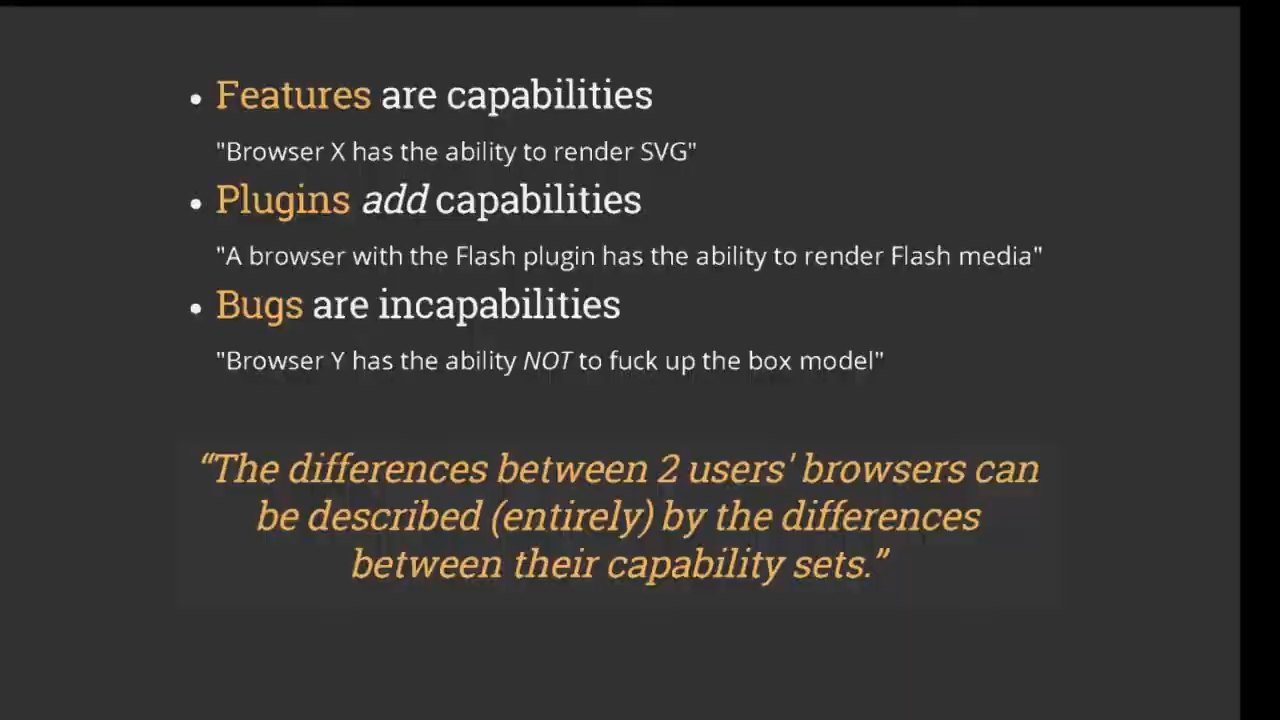 • Features are capabilities
"Browser X has the ability to render SVG"
• Plugins add capabilities
"A browser with the Flash plugin has the ability to render Flash media"
• Bugs are incapabilities
"Browser Y has the ability NOT to fuck up the box model"
“The differences between 2 users' browsers can
be described (entirely) by the differences
between their capability sets.”